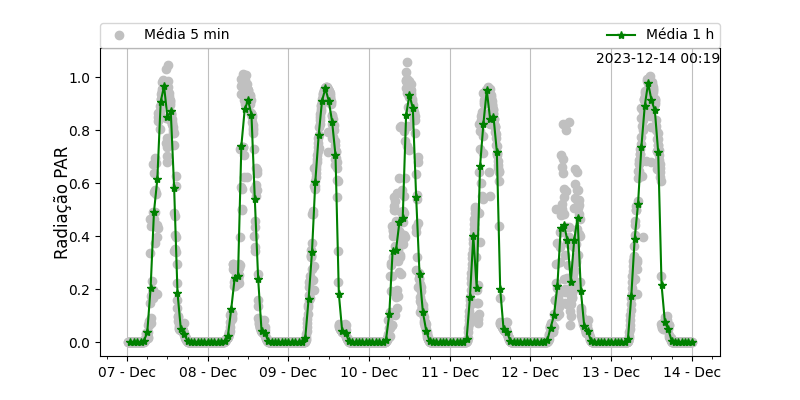 Média 5 min
Média 1 h
2023-12-14 00:19
Radiação PAR
1.0
0.8
0.6
0.4
0.2
0.0
07 - Dec
08 - Dec
09 - Dec
10 - Dec
11 - Dec
12 - Dec
13 - Dec
14 - Dec